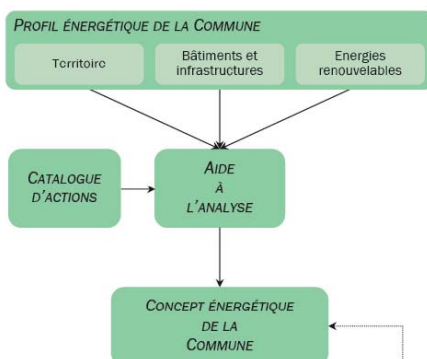 PROFIL ÉNERGÉTIQUE DE LA COMMUNE
Territoire
Bâtiments et
infrastructures
Energies
renouvelables
CATALOGUE
D'ACTIONS
AIDE
À
L'ANALYSE
CONCEPT ÉNERGÉTIQUE
DE LA
COMMUNE